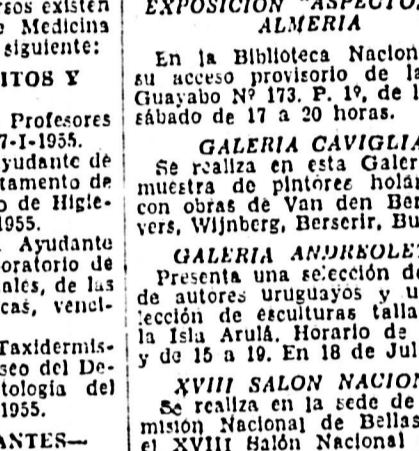 rsos existen
e Medicina
siguiente:
ITOS Y
Profesores
7-I-1955.
yudante de
tamento de
o de Higie-
955.
Ayudante
oratorio de
ales, de las
cas, venci-
Taxidermis-
seo del De-
tología del
1955.
ANTES—
EXPOSICION "ASPECTO
ALMERIA
En la Biblioteca Nacion
su acceso provisorio de la
Guayabo Nº 173. P. 1º, de l
sábado de 17 a 20 horas.
GALERIA CAVIGLIA
Se realiza en esta Galer
muestra de pintores holán
con obras de Van den Ber
vers, Wijnberg, Berserir, Bu
GALERIA ANDREOLET
Presenta una selección de
de autores uruguayos y u
lección de esculturas talla
la Isla Arulá. Horario de
y de 15 a 19. En 18 de Jul
XVIII SALON NACION
Se realiza en la sede de
misión Nacional de Bellas
el XVIII Salón Nacional